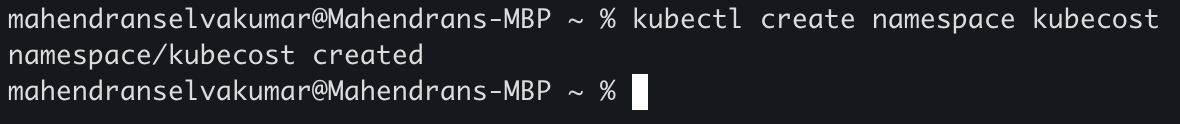 mahendranselvakumar@Mahendrans-MBP ~ % kubectl create namespace kubecost
namespace/kubecost created
mahendranselvakumar@Mahendrans-MBP ~ %